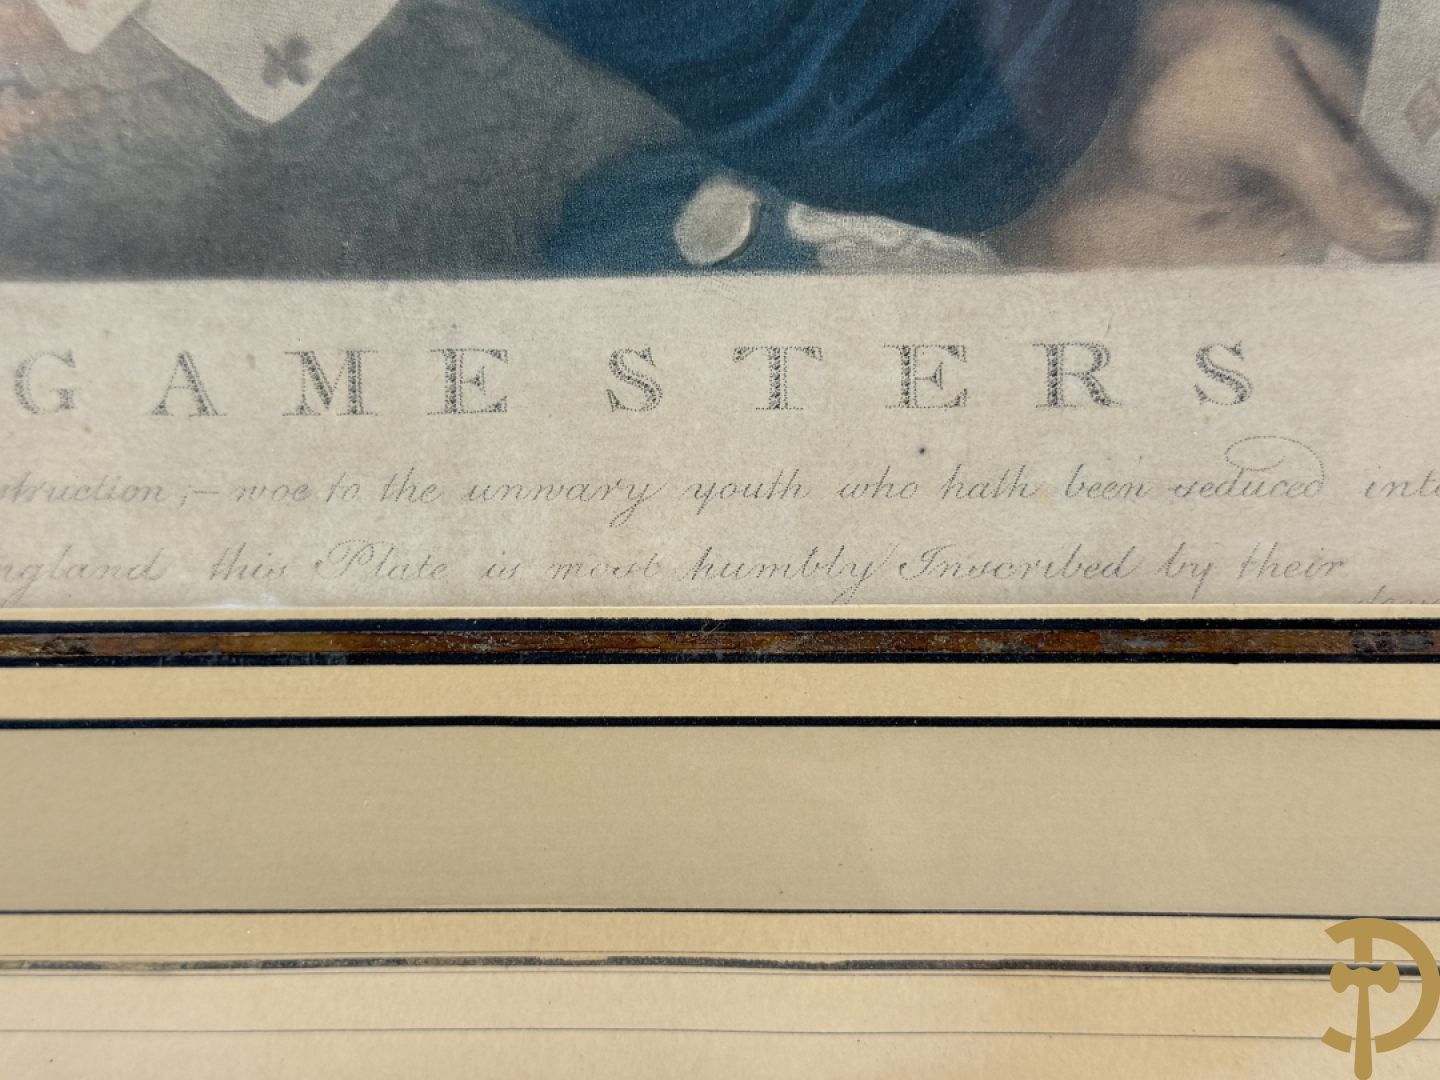 GAMESTERS
struction,— woe to the unwary youth who hath been seduced into
ngland this Plate is most humbly Inscribed by their